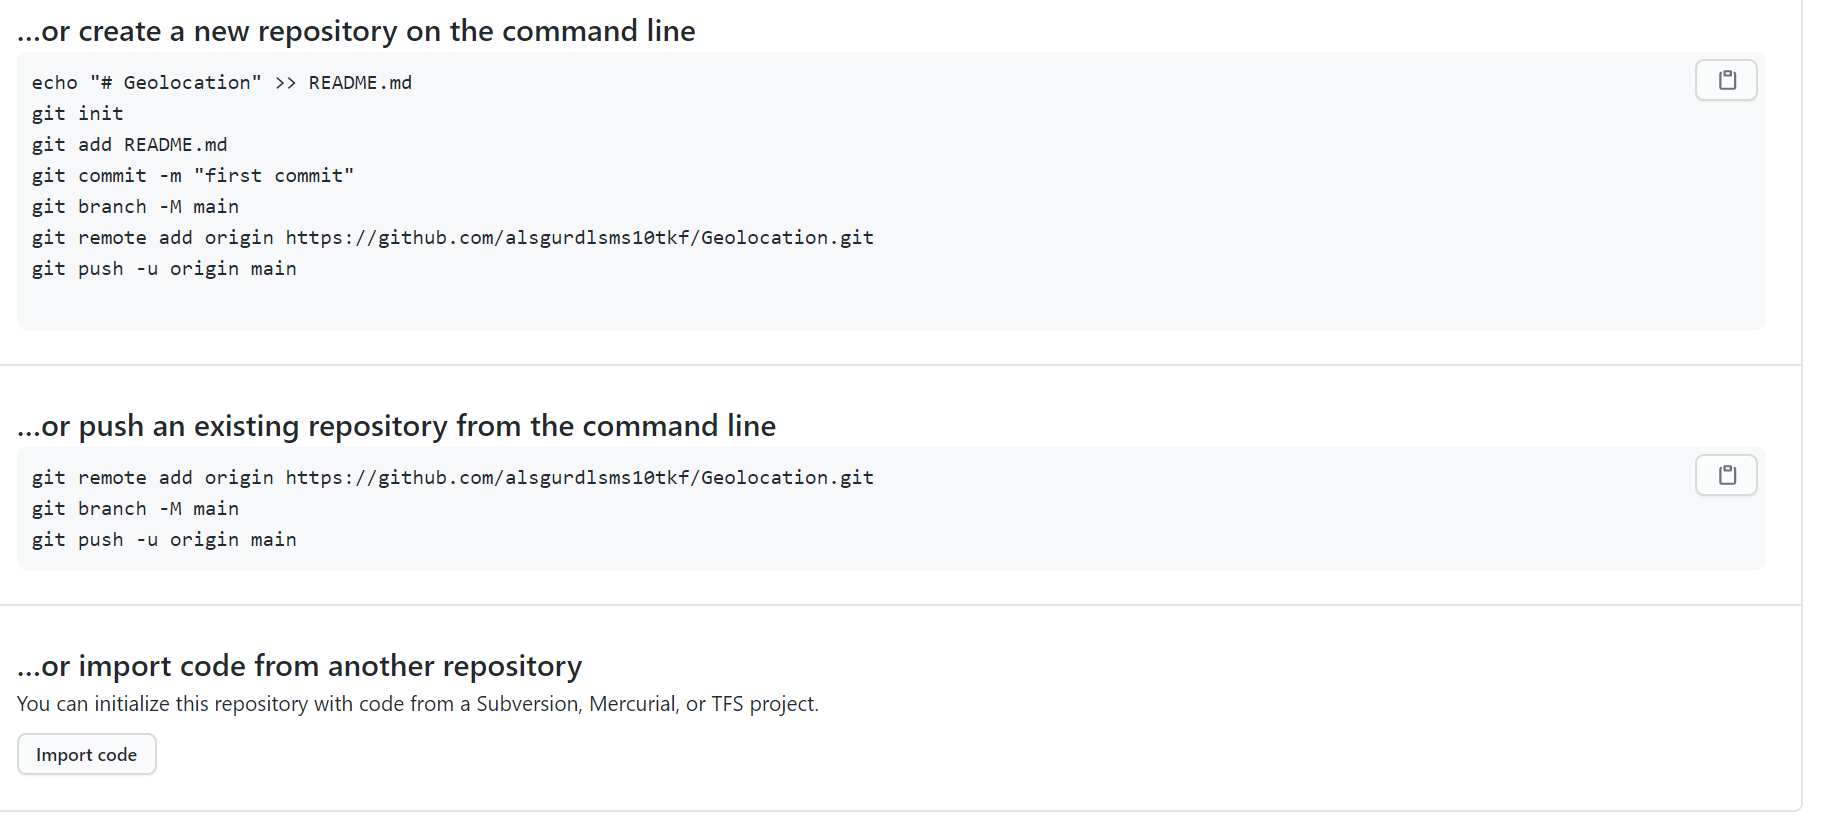 ...or create a new repository on the command line
echo "# Geolocation" >> README.md
git init
git add README.md
git commit -m "first commit"
git branch -M main
git remote add origin https://github.com/alsgurdlsms10tkf/Geolocation.git
git push -u origin main
...or push an existing repository from the command line
git remote add origin https://github.com/alsgurdlsms10tkf/Geolocation.git
git branch -M main
git push -u origin main
...or import code from another repository
You can initialize this repository with code from a Subversion, Mercurial, or TFS project.
Import code